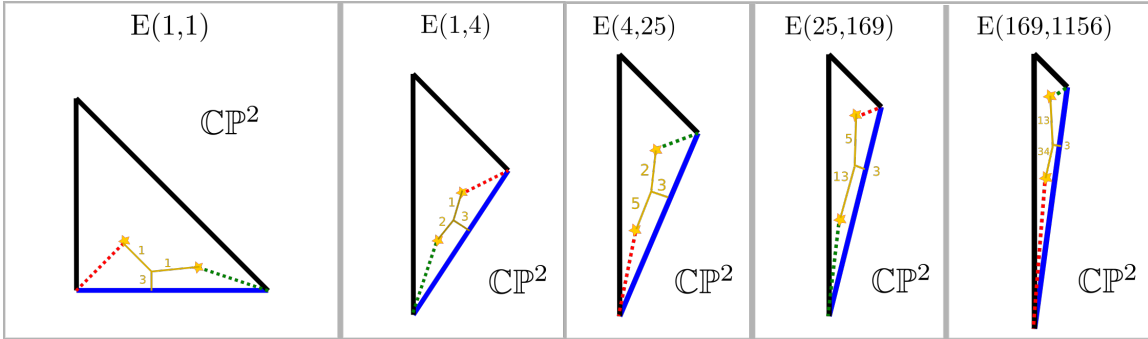 E(1,1)
E(1,4)
E(4,25)
E(25,169)
E(169,1156)
ℂℙ²
1
1
3
1
2
3
ℂℙ²
2
3
5
ℂℙ²
5
13
3
ℂℙ²
13
34
3
ℂℙ²